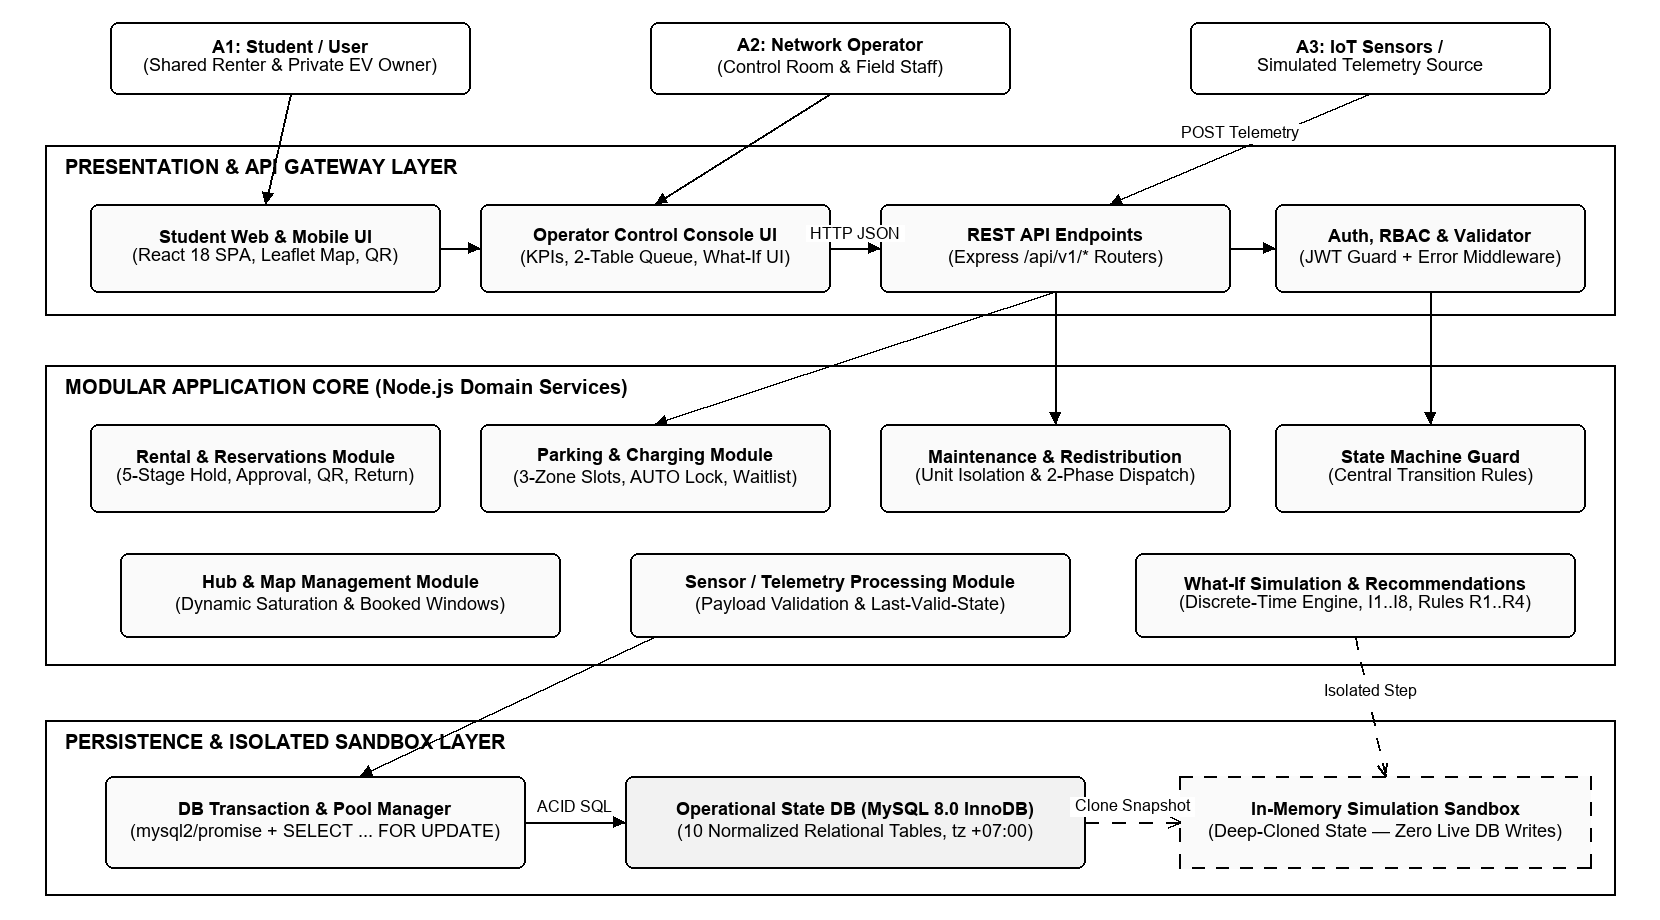 A1: Student / User
(Shared Renter & Private EV Owner)
A2: Network Operator
(Control Room & Field Staff)
A3: IoT Sensors /
Simulated Telemetry Source
POST Telemetry
PRESENTATION & API GATEWAY LAYER
Student Web & Mobile UI
(React 18 SPA, Leaflet Map, QR)
Operator Control Console UI
(KPIs, 2-Table Queue, What-If UI)
HTTP JSON
REST API Endpoints
(Express /api/v1/* Routers)
Auth, RBAC & Validator
(JWT Guard + Error Middleware)
MODULAR APPLICATION CORE (Node.js Domain Services)
Rental & Reservations Module
(5-Stage Hold, Approval, QR, Return)
Parking & Charging Module
(3-Zone Slots, AUTO Lock, Waitlist)
Maintenance & Redistribution
(Unit Isolation & 2-Phase Dispatch)
State Machine Guard
(Central Transition Rules)
Hub & Map Management Module
(Dynamic Saturation & Booked Windows)
Sensor / Telemetry Processing Module
(Payload Validation & Last-Valid-State)
What-If Simulation & Recommendations
(Discrete-Time Engine, I1..I8, Rules R1..R4)
Isolated Step
PERSISTENCE & ISOLATED SANDBOX LAYER
DB Transaction & Pool Manager
(mysql2/promise + SELECT ... FOR UPDATE)
ACID SQL
Operational State DB (MySQL 8.0 InnoDB)
(10 Normalized Relational Tables, tz +07:00)
Clone Snapshot
In-Memory Simulation Sandbox
(Deep-Cloned State — Zero Live DB Writes)